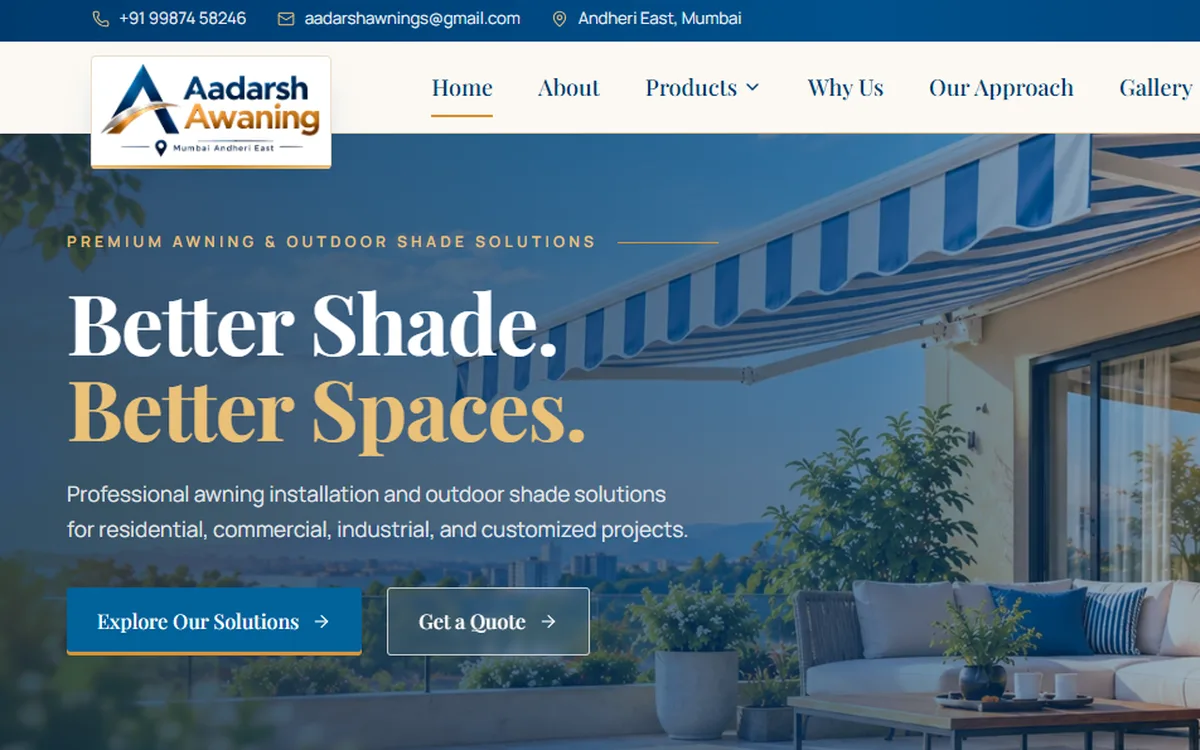 +91 99874 58246
aadarshawnings@gmail.com
Andheri East, Mumbai
Aadarsh
Awaning
Mumbai Andheri East
Home
About
Products
Why Us
Our Approach
Gallery
PREMIUM AWNING & OUTDOOR SHADE SOLUTIONS
Better Shade.
Better Spaces.
Professional awning installation and outdoor shade solutions
for residential, commercial, industrial, and customized projects.
Explore Our Solutions
Get a Quote